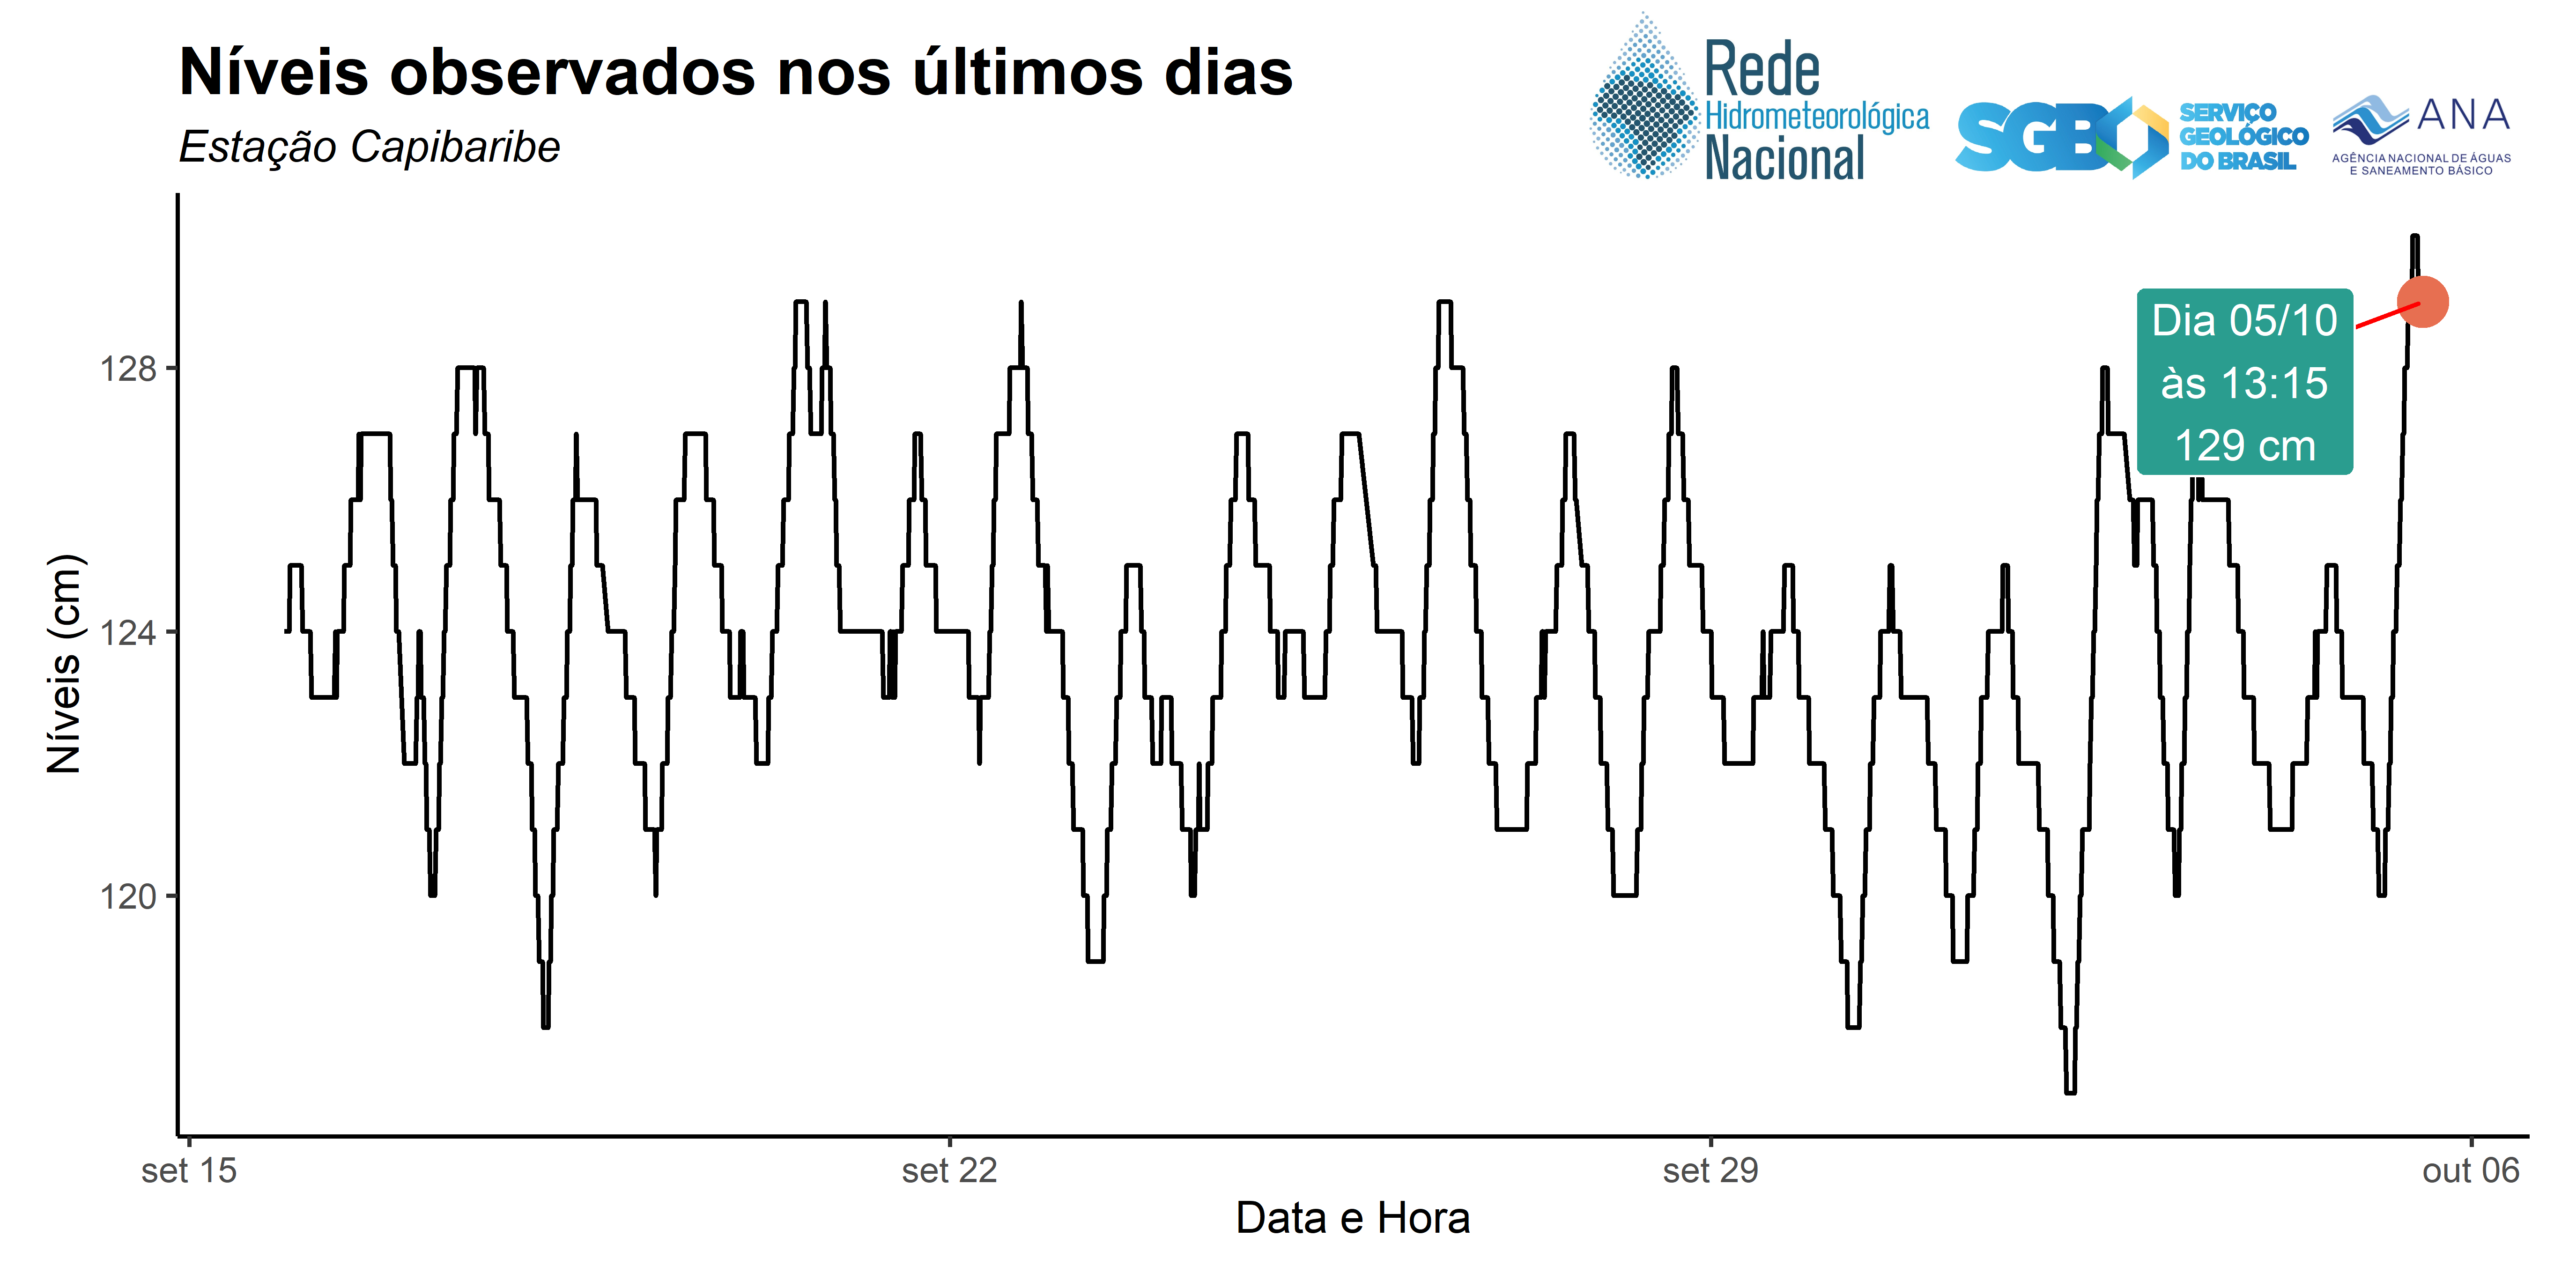 Níveis observados nos últimos dias
Estação Capibaribe
Rede
Hidrometeorológica
Nacional
SGB
SERVIÇO
GEOLÓGICO
DO BRASIL
ANA
AGÊNCIA NACIONAL DE ÁGUAS
E SANEAMENTO BÁSICO
Níveis (cm)
128
124
120
Dia 05/10
às 13:15
129 cm
set 15
set 22
set 29
out 06
Data e Hora